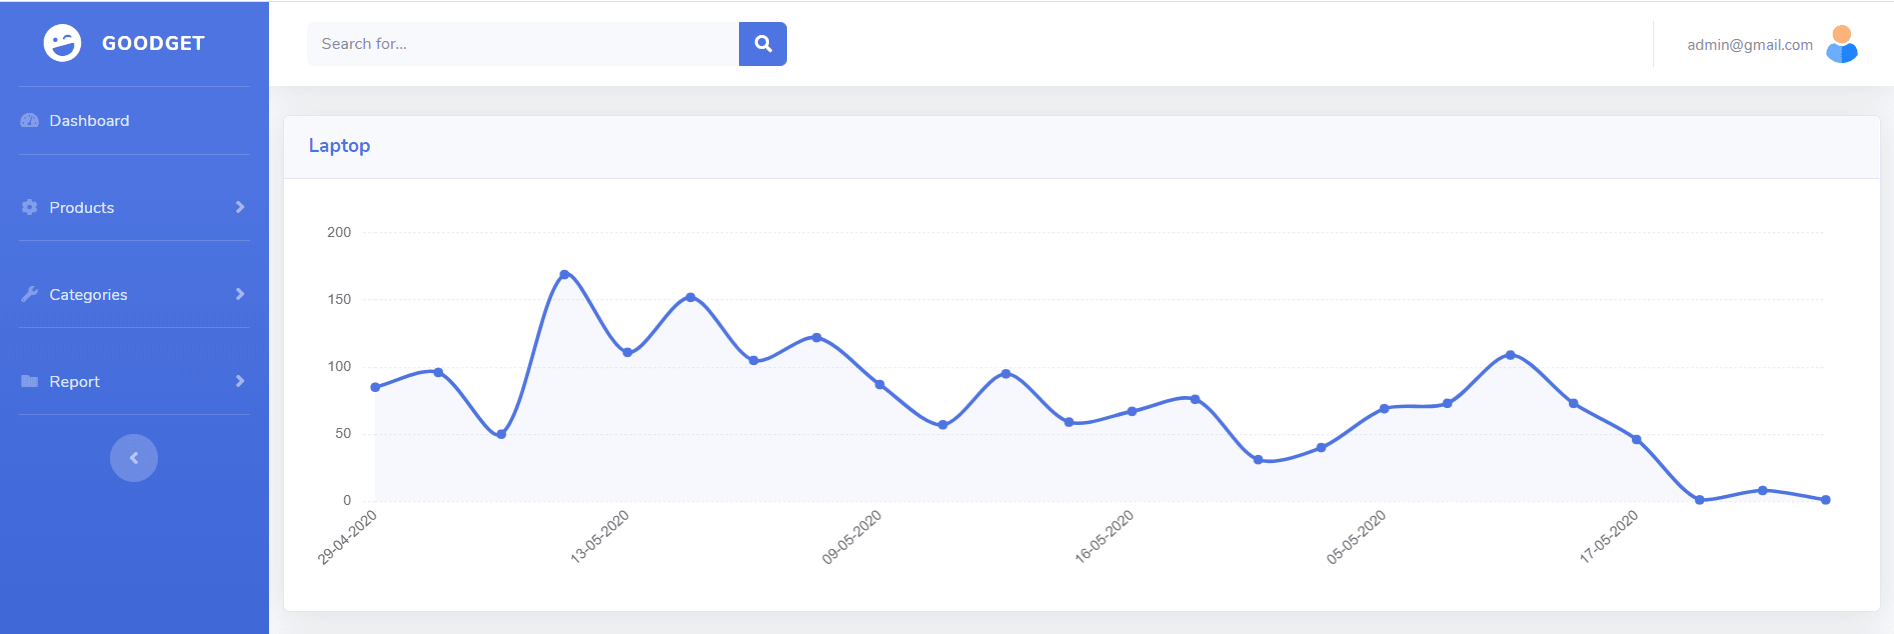 GOODGET
Search for...
admin@gmail.com
Dashboard
Products
Categories
Report
Laptop
200
150
100
50
0
29-04-2020
13-05-2020
09-05-2020
16-05-2020
05-05-2020
17-05-2020